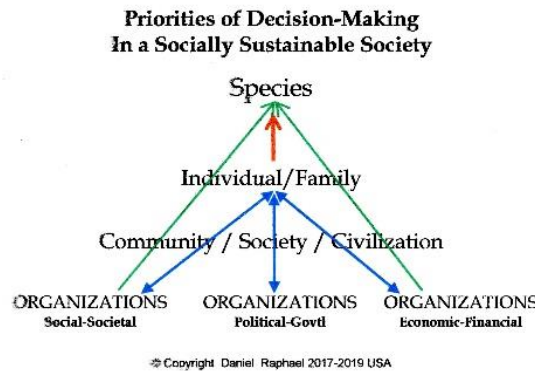 Priorities of Decision-Making
In a Socially Sustainable Society
Species
Individual/Family
Community / Society / Civilization
ORGANIZATIONS ORGANIZATIONS ORGANIZATIONS
Social-Societal Political-Govtl Economic-Financial
© Copyright Daniel Raphael 2017-2019 USA